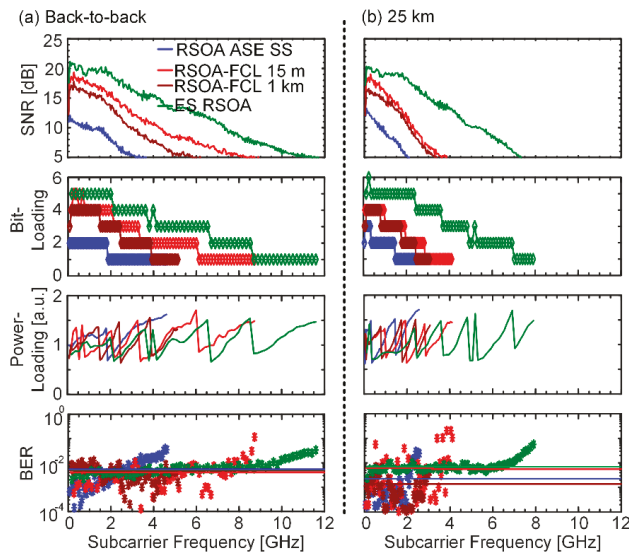 (a) Back-to-back
(b) 25 km
25
20
15
10
5
SNR [dB]
RSOA ASE SS
RSOA-FCL 15 m
RSOA-FCL 1 km
ES RSOA
6
4
2
0
Bit-
Loading
2
1
0
Power-
Loading [a.u.]
10^0
10^-2
10^-4
BER
0 2 4 6 8 10 12
Subcarrier Frequency [GHz]
0 2 4 6 8 10 12
Subcarrier Frequency [GHz]